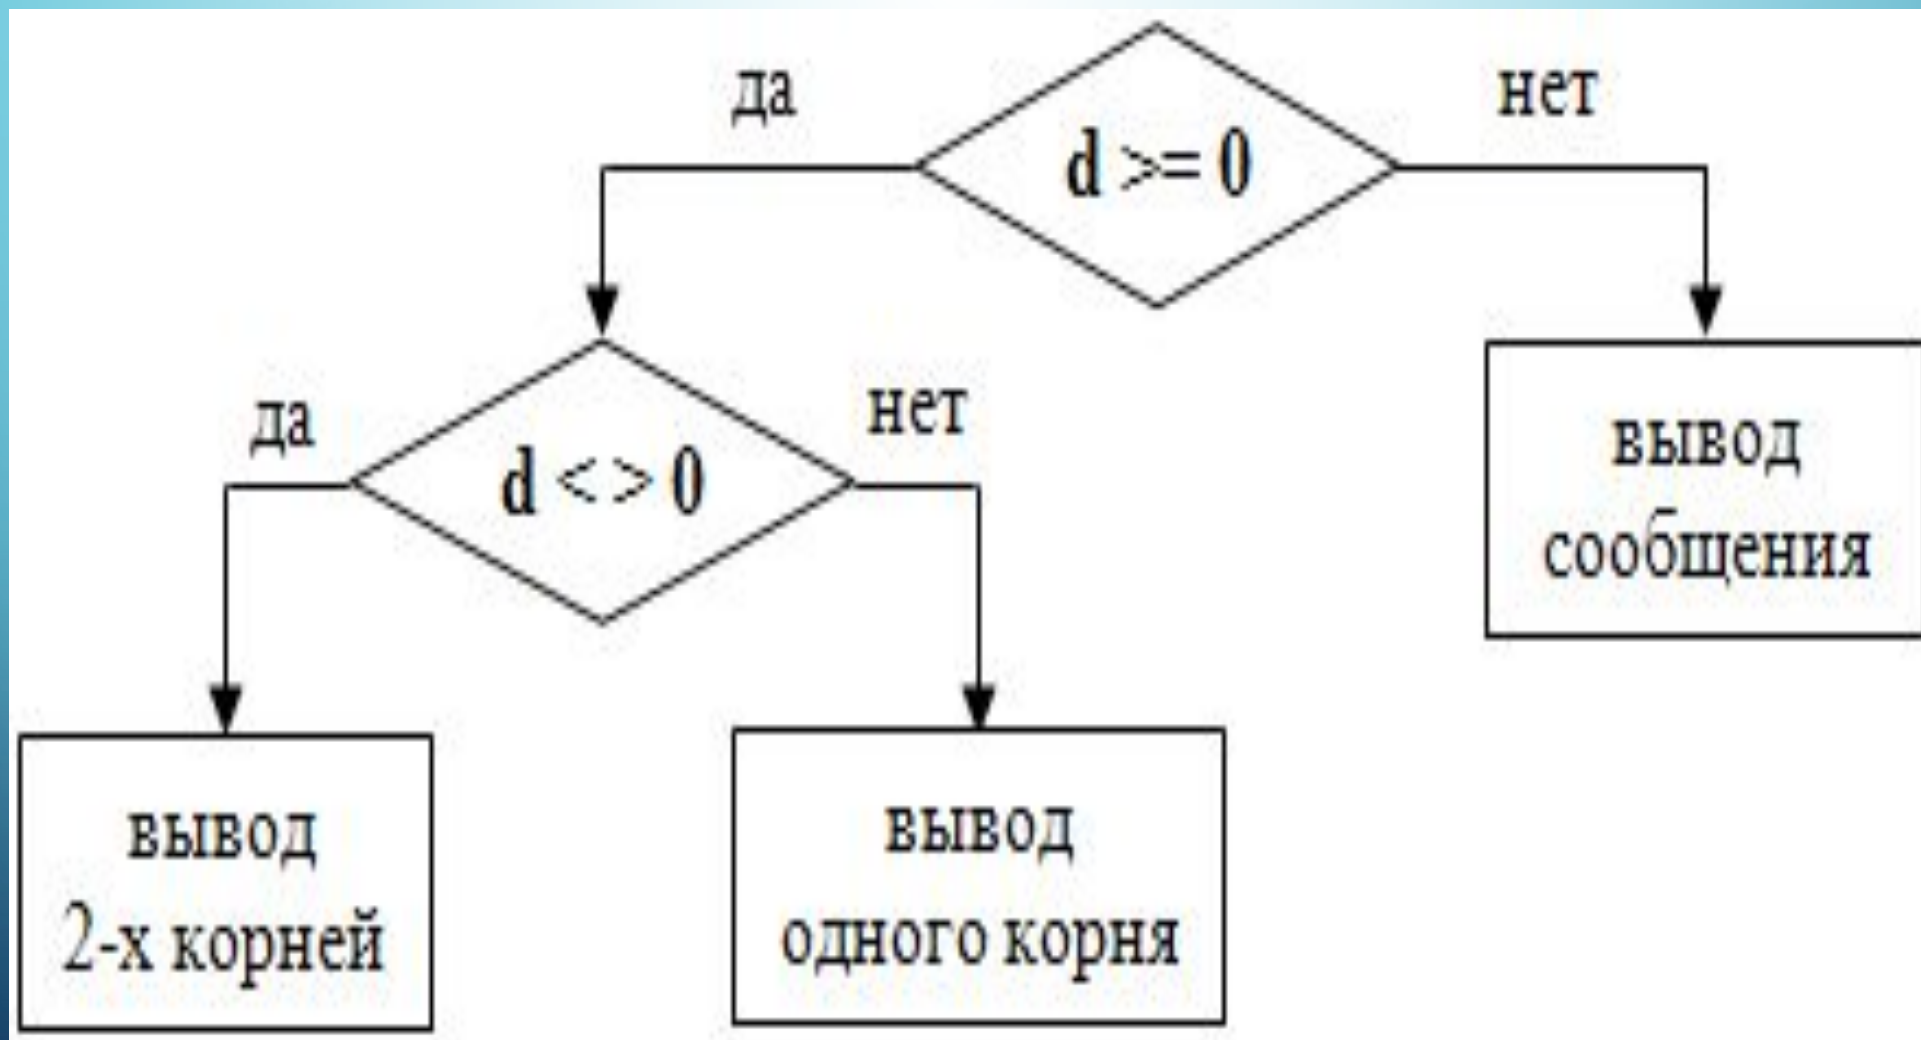 да
d >= 0
нет
да
d < > 0
нет
вывод
сообщения
вывод
2-х корней
вывод
одного корня